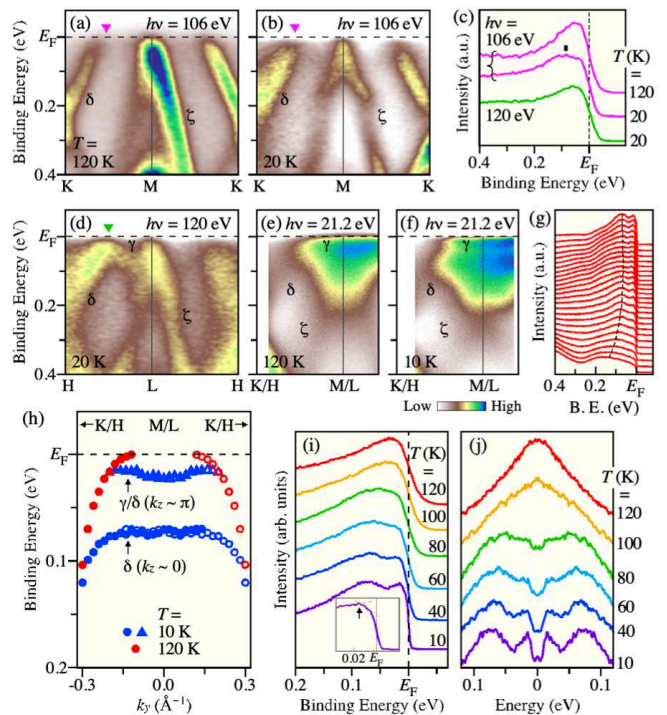 (a) hν = 106 eV
E_F
Binding Energy (eV)
0
0.2
0.4
δ
ζ
T =
120 K
K M K
(b) hν = 106 eV
δ
ζ
20 K
K M K
(c) hν =
106 eV
120 eV
T (K)
=
120
20
20
Intensity (a.u.)
0.4 0.2 E_F
Binding Energy (eV)
(d) hν = 120 eV
E_F
Binding Energy (eV)
0
0.2
0.4
γ
δ
ζ
20 K
H L H
(e) hν = 21.2 eV
γ
δ
ζ
120 K
K/H M/L
(f) hν = 21.2 eV
γ
δ
ζ
10 K
K/H M/L
Low High
(g)
Intensity (a.u.)
0.2 E_F
B. E. (eV)
(h) ←K/H M/L K/H→
E_F
Binding Energy (eV)
0.1
0.2
γ/δ (kz ~ π)
δ (kz ~ 0)
T =
10 K
120 K
-0.3 0.0 0.3
ky (Å⁻¹)
(i)
T (K)
=
120
100
80
60
40
10
Intensity (arb. units)
0.02 E_F
0.2 0.1 E_F
Binding Energy (eV)
(j)
T (K)
=
120
100
80
60
40
10
-0.1 0 0.1
Energy (eV)